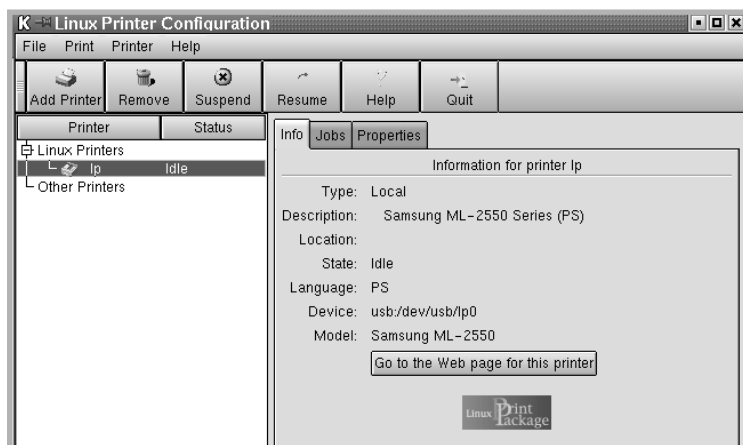 Linux Printer Configuration
File Print Printer Help
Add Printer Remove Suspend Resume Help Quit
Printer Status
Info Jobs Properties
Linux Printers
lp Idle
Other Printers
Information for printer lp
Type: Local
Description: Samsung ML-2550 Series (PS)
Location:
State: Idle
Language: PS
Device: usb:/dev/usb/lp0
Model: Samsung ML-2550
Go to the Web page for this printer
Linux Print Package